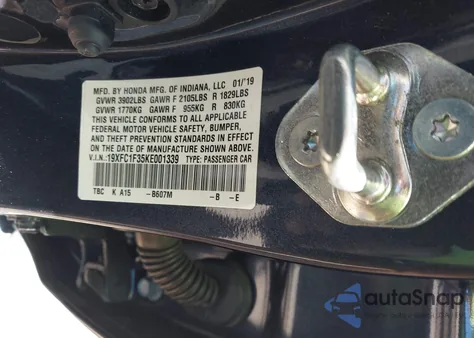 MFD. BY HONDA MFG. OF INDIANA, LLC 01/19
GVWR 3902LBS GAWR F 2105LBS R 1829LBS
GVWR 1770KG GAWR F 955KG R 830KG
THIS VEHICLE CONFORMS TO ALL APPLICABLE
FEDERAL MOTOR VEHICLE SAFETY, BUMPER,
AND THEFT PREVENTION STANDARDS IN EFFECT
ON THE DATE OF MANUFACTURE SHOWN ABOVE.
V.I.N.: 19XFC1F35KE001339 TYPE: PASSENGER CAR
TBC K A15 -B607M -B -E
autoSnap